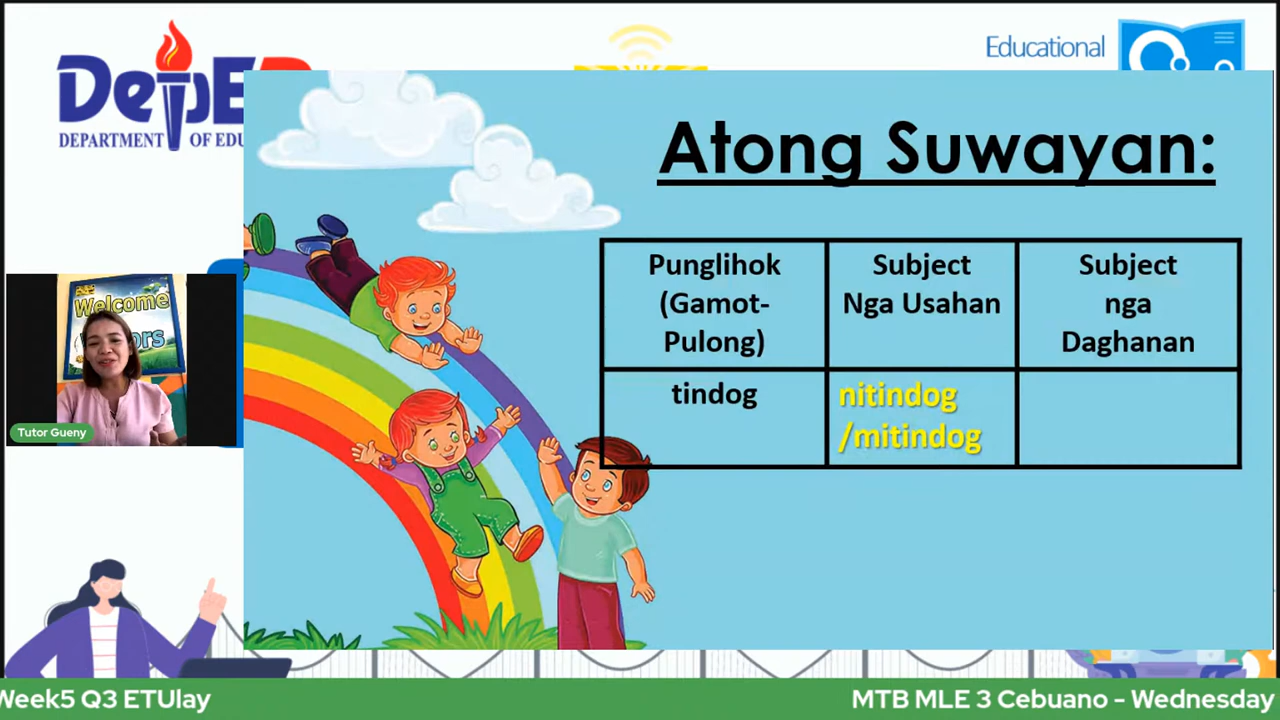 Educational
DEPARTMENT OF EDU
Atong Suwayan:
Punglihok
(Gamot-
Pulong)
Subject
Nga Usahan
Subject
nga
Daghanan
tindog
nitindog
/mitindog
Welcome
Tutor Gueny
Week5 Q3 ETUlay
MTB MLE 3 Cebuano - Wednesday